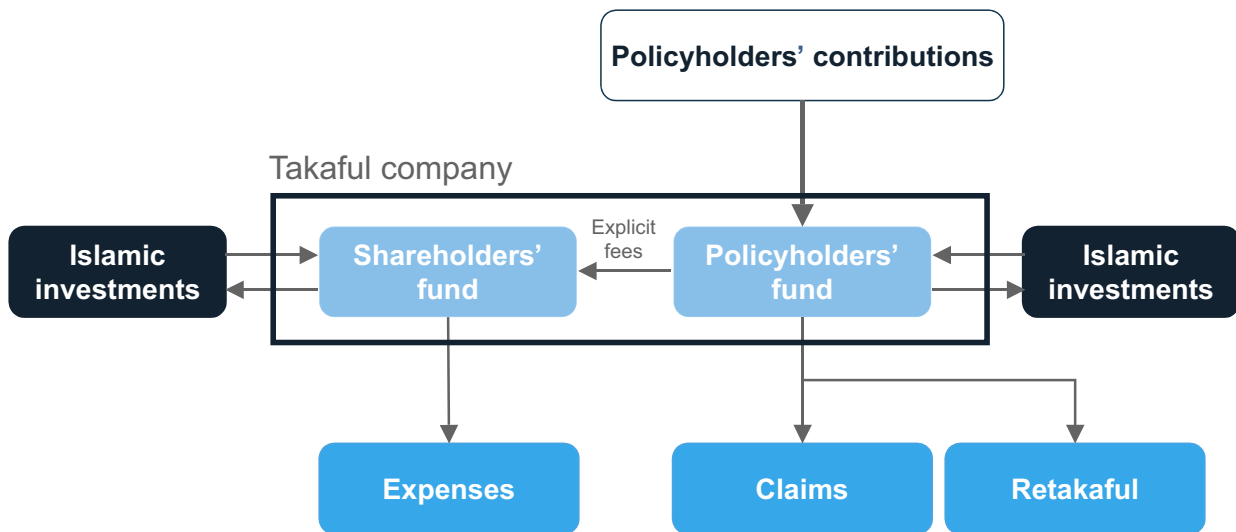 Policyholders’ contributions
Takaful company
Islamic
investments
Shareholders’
fund
Explicit
fees
Policyholders’
fund
Islamic
investments
Expenses
Claims
Retakaful